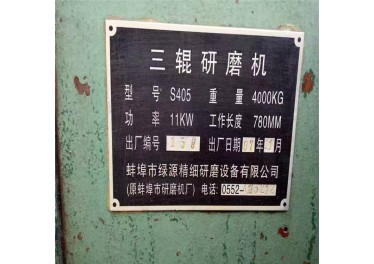 三辊研磨机
型号 S405 重量 4000KG
功率 11KW 工作长度 780MM
出厂编号 出厂日期 年 月
蚌埠市绿源精细研磨设备有限公司
(原蚌埠市研磨机厂) 电话: 0552-